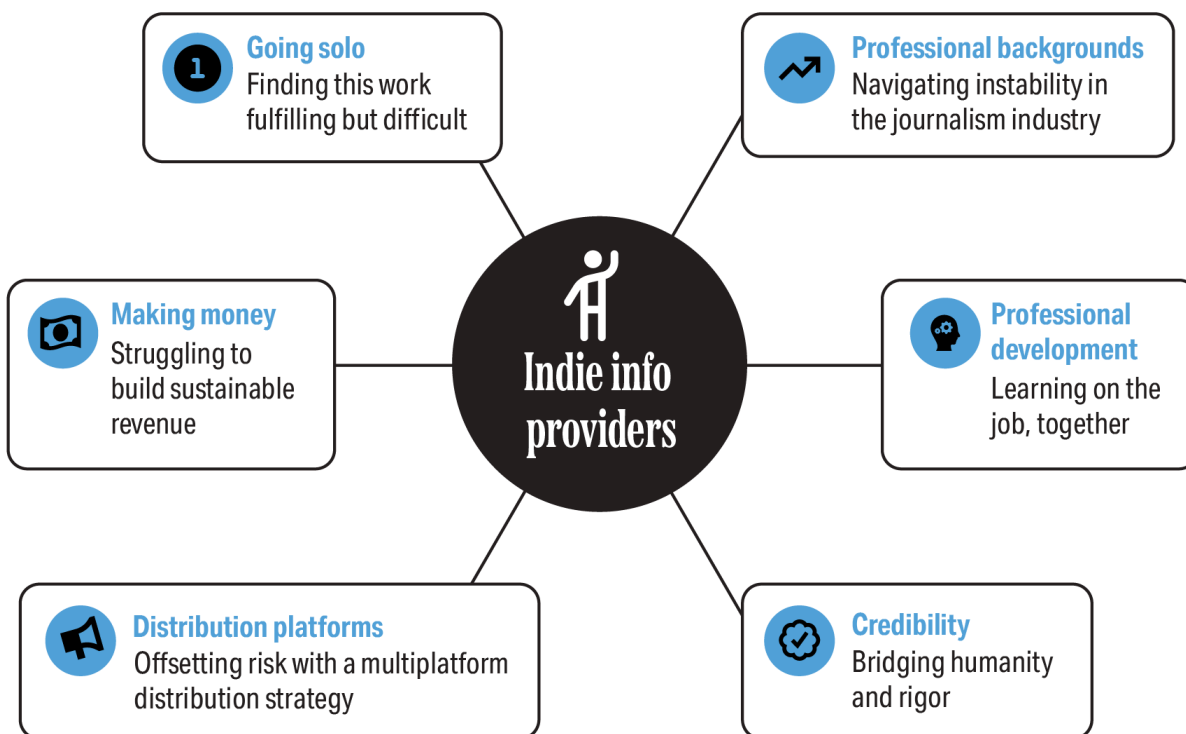 1
Going solo
Finding this work
fulfilling but difficult
Professional backgrounds
Navigating instability in
the journalism industry
Making money
Struggling to
build sustainable
revenue
Indie info
providers
Professional
development
Learning on the
job, together
Distribution platforms
Offsetting risk with a multiplatform
distribution strategy
Credibility
Bridging humanity
and rigor